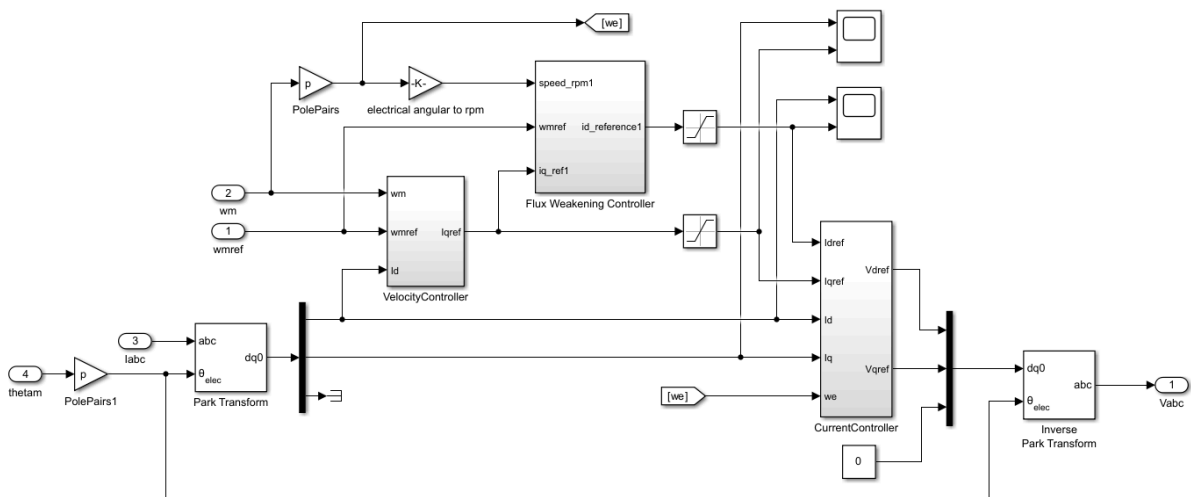 [we]
p
PolePairs
-K-
electrical angular to rpm
speed_rpm1
wmref
id_reference1
iq_ref1
Flux Weakening Controller
2
wm
1
wmref
wm
wmref
Iqref
Id
VelocityController
Idref
Iqref
Id
Iq
we
Vdref
Vqref
CurrentController
[we]
0
3
Iabc
4
thetam
p
PolePairs1
abc
dq0
θelec
Park Transform
dq0
abc
θelec
Inverse
Park Transform
1
Vabc